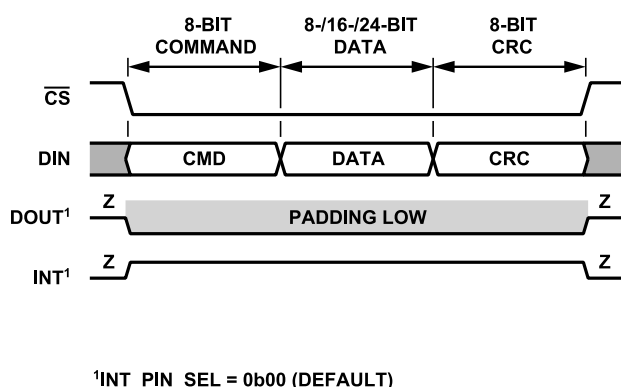 8-BIT
COMMAND
8-/16-/24-BIT
DATA
8-BIT
CRC
CS
DIN
CMD
DATA
CRC
Z
Z
DOUT¹
PADDING LOW
Z
Z
INT¹
¹INT_PIN_SEL = 0b00 (DEFAULT)